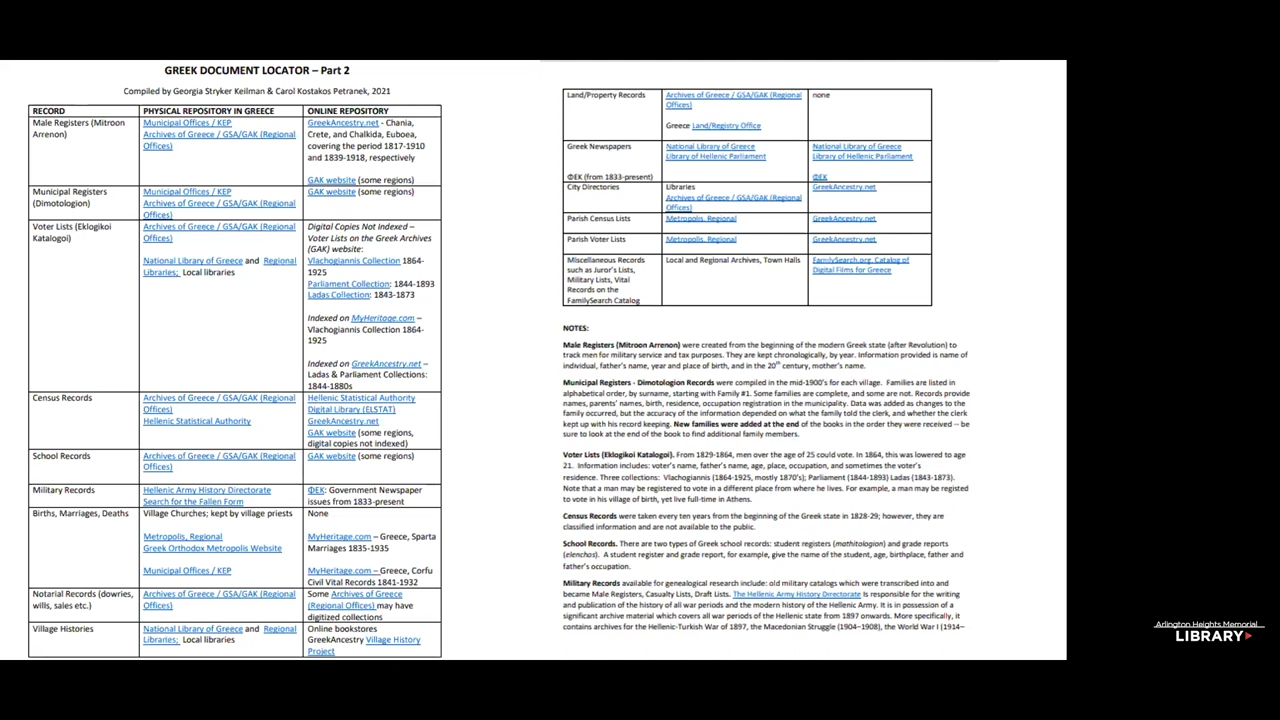 GREEK DOCUMENT LOCATOR – Part 2
Compiled by Georgia Stryker Keilman & Carol Kostakos Petranek, 2021
RECORD PHYSICAL REPOSITORY IN GREECE ONLINE REPOSITORY
Male Registers (Mitroon Municipal Offices / KEP GreekAncestry.net - Chania,
Arrenon) Archives of Greece / GSA/GAK (Regional Crete, and Chalkida, Euboea,
Offices) covering the period 1817-1910
and 1839-1918, respectively
GAK website (some regions)
Municipal Registers Municipal Offices / KEP GAK website (some regions)
(Dimotologion) Archives of Greece / GSA/GAK (Regional
Offices)
Voter Lists (Eklogikoi Archives of Greece / GSA/GAK (Regional Digital Copies Not Indexed –
Katalogoi) Offices) Voter Lists on the Greek Archives
(GAK) website:
National Library of Greece and Regional Vlachogiannis Collection 1864-
Libraries; Local libraries 1925
Parliament Collection: 1844-1893
Ladas Collection: 1843-1873
Indexed on MyHeritage.com –
Vlachogiannis Collection 1864-
1925
Indexed on GreekAncestry.net –
Ladas & Parliament Collections:
1844-1880s
Census Records Archives of Greece / GSA/GAK (Regional Hellenic Statistical Authority
Offices) Digital Library (ELSTAT)
Hellenic Statistical Authority GreekAncestry.net
GAK website (some regions,
digital copies not indexed)
School Records Archives of Greece / GSA/GAK (Regional GAK website (some regions)
Offices)
Military Records Hellenic Army History Directorate ΦΕΚ: Government Newspaper
Search for the Fallen Form issues from 1833-present
Births, Marriages, Deaths Village Churches; kept by village priests None
Metropolis, Regional MyHeritage.com – Greece, Sparta
Greek Orthodox Metropolis Website Marriages 1835-1935
Municipal Offices / KEP MyHeritage.com – Greece, Corfu
Civil Vital Records 1841-1932
Notarial Records (dowries, Archives of Greece / GSA/GAK (Regional Some Archives of Greece
wills, sales etc.) Offices) (Regional Offices) may have
digitized collections
Village Histories National Library of Greece and Regional Online bookstores
Libraries; Local libraries GreekAncestry Village History
Project
Land/Property Records Archives of Greece / GSA/GAK (Regional none
Offices)
Greece Land/Registry Office
Greek Newspapers National Library of Greece National Library of Greece
Library of Hellenic Parliament Library of Hellenic Parliament
ΦΕΚ (from 1833-present) ΦΕΚ
City Directories Libraries GreekAncestry.net
Archives of Greece / GSA/GAK (Regional
Offices)
Parish Census Lists Metropolis, Regional GreekAncestry.net
Parish Voter Lists Metropolis, Regional GreekAncestry.net
Miscellaneous Records Local and Regional Archives, Town Halls FamilySearch.org, Catalog of
such as Juror's Lists, Digital Films for Greece
Military Lists, Vital
Records on the
FamilySearch Catalog
NOTES:
Male Registers (Mitroon Arrenon) were created from the beginning of the modern Greek state (after Revolution) to
track men for military service and tax purposes. They are kept chronologically, by year. Information provided is name of
individual, father's name, year and place of birth, and in the 20th century, mother's name.
Municipal Registers - Dimotologion Records were compiled in the mid-1900's for each village. Families are listed in
alphabetical order, by surname, starting with Family #1. Some families are complete, and some are not. Records provide
names, parents' names, birth, residence, occupation registration in the municipality. Data was added as changes to the
family occurred, but the accuracy of the information depended on what the family told the clerk, and whether the clerk
kept up with his record keeping. New families were added at the end of the books in the order they were received -- be
sure to look at the end of the book to find additional family members.
Voter Lists (Eklogikoi Katalogoi). From 1829-1864, men over the age of 25 could vote. In 1864, this was lowered to age
21. Information includes: voter's name, father's name, age, place, occupation, and sometimes the voter's
residence. Three collections: Vlachogiannis (1864-1925, mostly 1870's); Parliament (1844-1893) Ladas (1843-1873).
Note that a man may be registered to vote in a different place from where he lives. For example, a man may be registed
to vote in his village of birth, yet live full-time in Athens.
Census Records were taken every ten years from the beginning of the Greek state in 1828-29; however, they are
classified information and are not available to the public.
School Records. There are two types of Greek school records: student registers (mathitologion) and grade reports
(elenchos). A student register and grade report, for example, give the name of the student, age, birthplace, father and
father's occupation.
Military Records available for genealogical research include: old military catalogs which were transcribed into and
became Male Registers, Casualty Lists, Draft Lists. The Hellenic Army History Directorate Is responsible for the writing
and publication of the history of all war periods and the modern history of the Hellenic Army. It is in possession of a
significant archive material which covers all war periods of the Hellenic state from 1897 onwards. More specifically, it
contains archives for the Hellenic-Turkish War of 1897, the Macedonian Struggle (1904–1908), the World War I (1914–
Arlington Heights Memorial
LIBRARY